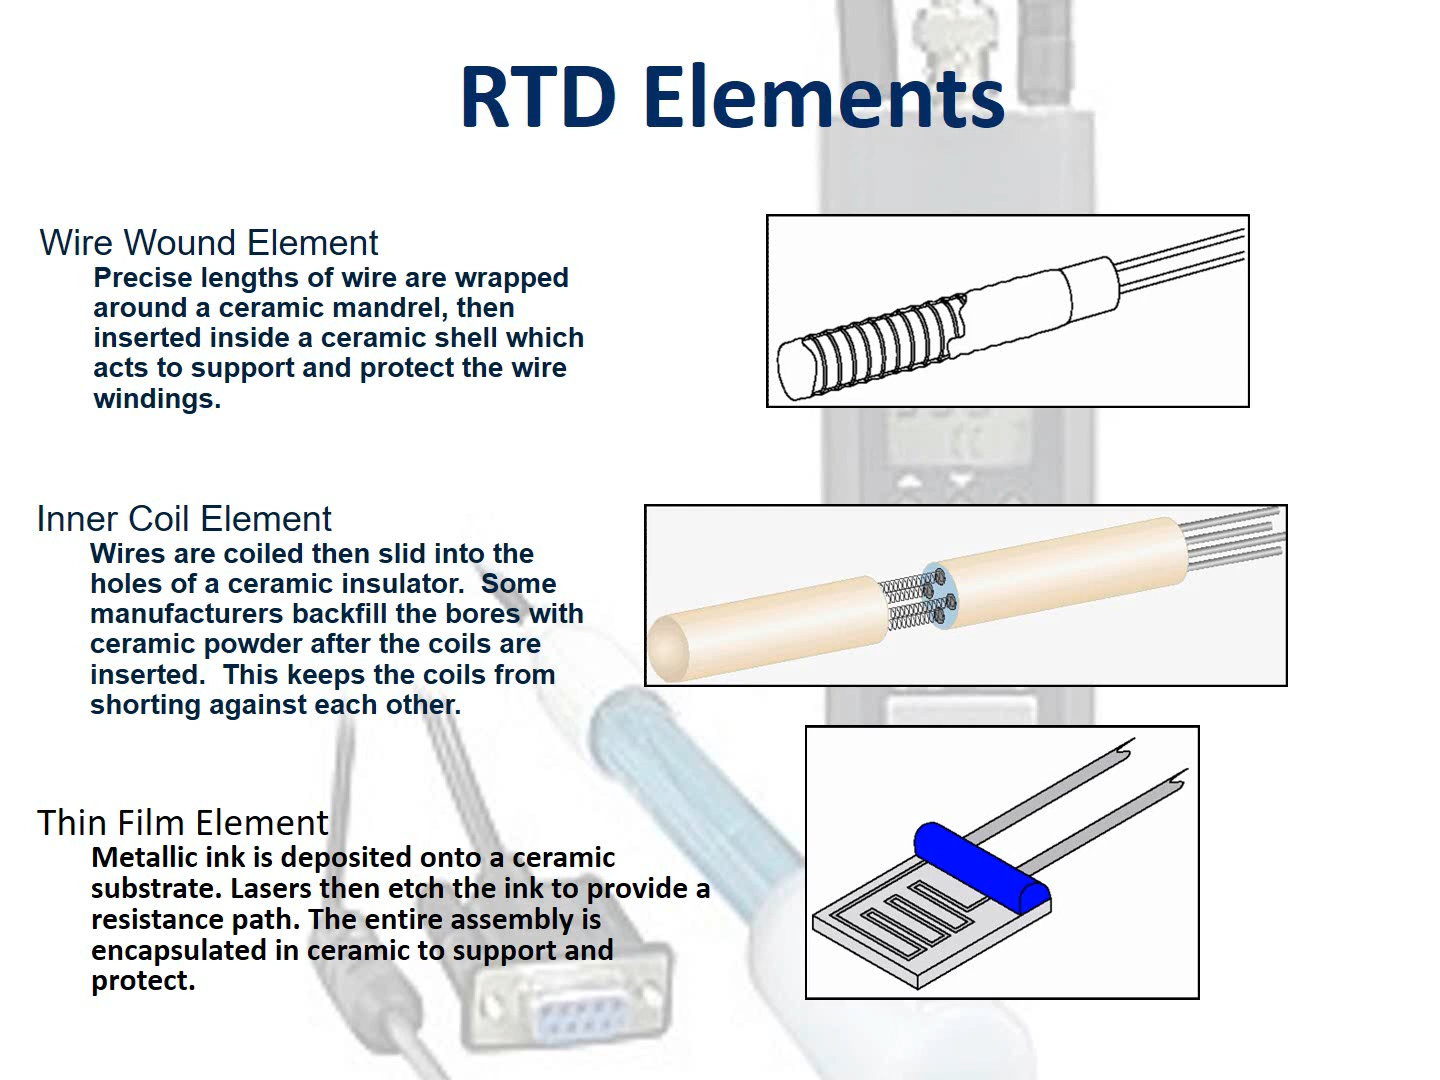 RTD Elements
Wire Wound Element
Precise lengths of wire are wrapped
around a ceramic mandrel, then
inserted inside a ceramic shell which
acts to support and protect the wire
windings.
Inner Coil Element
Wires are coiled then slid into the
holes of a ceramic insulator.  Some
manufacturers backfill the bores with
ceramic powder after the coils are
inserted.  This keeps the coils from
shorting against each other.
Thin Film Element
Metallic ink is deposited onto a ceramic
substrate. Lasers then etch the ink to provide a
resistance path. The entire assembly is
encapsulated in ceramic to support and
protect.